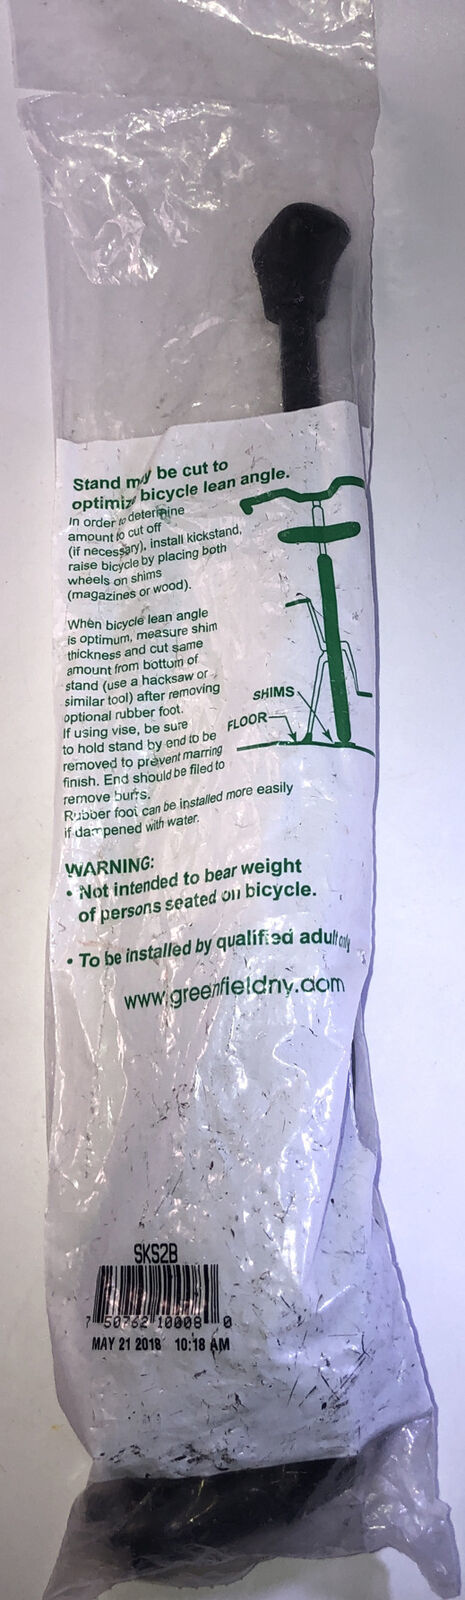 Stand may be cut to
optimize bicycle lean angle.
In order to determine
amount to cut off
(if necessary), install kickstand,
raise bicycle by placing both
wheels on shims
(magazines or wood).
When bicycle lean angle
is optimum, measure shim
thickness and cut same
amount from bottom of
stand (use a hacksaw or
similar tool) after removing
optional rubber foot.
If using vise, be sure
to hold stand by end to be
removed to prevent marring
finish. End should be filed to
remove burrs.
Rubber foot can be installed more easily
if dampened with water.
SHIMS
FLOOR
WARNING:
• Not intended to bear weight
of persons seated on bicycle.
• To be installed by qualified adult only
www.greenfieldny.com
SKS2B
7 50762 10008 0
MAY 21 2018 10:18 AM